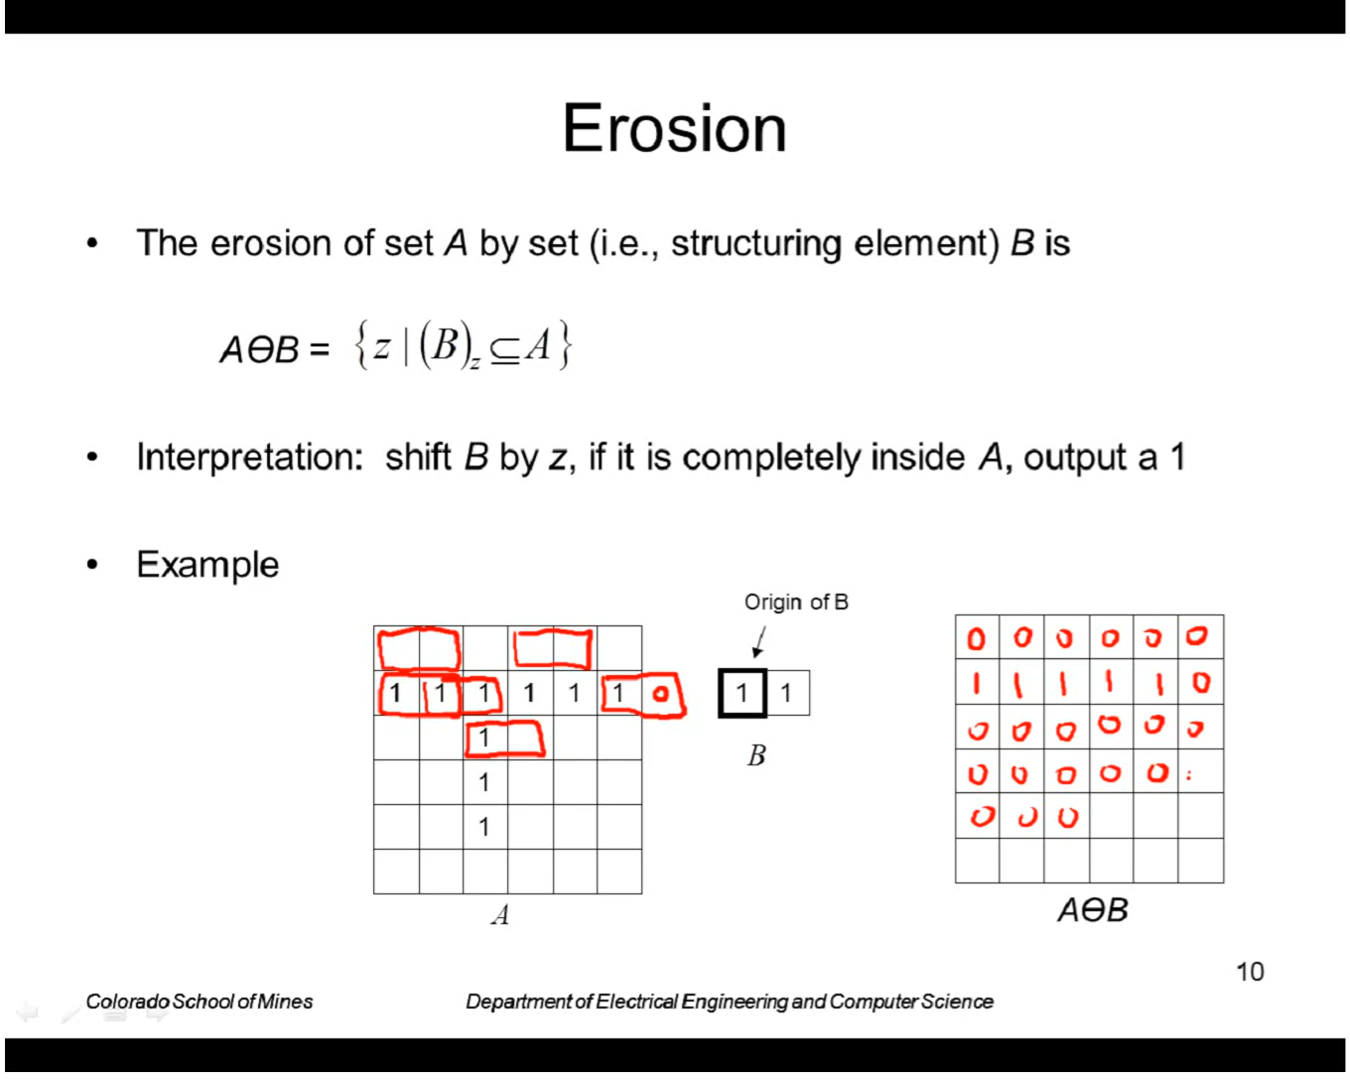 Erosion
• The erosion of set A by set (i.e., structuring element) B is
AΘB = {z | (B)z ⊆ A}
• Interpretation: shift B by z, if it is completely inside A, output a 1
• Example
Origin of B
1 1 1 1 1 1 0
1
1
1
A
1 1
B
0 0 0 0 0 0
1 1 1 1 1 0
0 0 0 0 0 0
0 0 0 0 0 :
0 0 0
AΘB
10
Colorado School of Mines
Department of Electrical Engineering and Computer Science